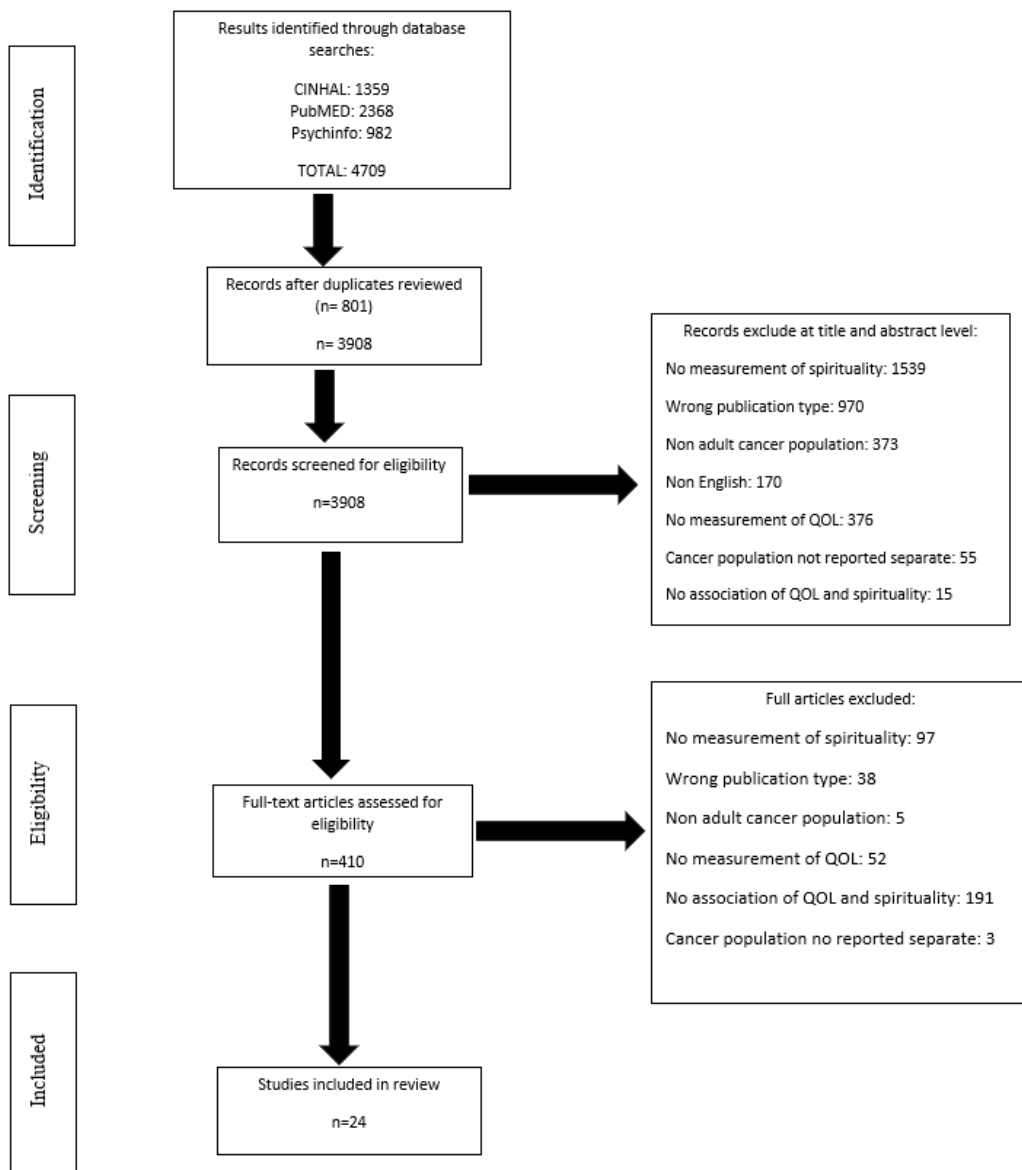 Identification
Results identified through database
searches:
CINHAL: 1359
PubMED: 2368
Psychinfo: 982
TOTAL: 4709
Records after duplicates reviewed
(n= 801)
n= 3908
Screening
Records screened for eligibility
n=3908
Records exclude at title and abstract level:
No measurement of spirituality: 1539
Wrong publication type: 970
Non adult cancer population: 373
Non English: 170
No measurement of QOL: 376
Cancer population not reported separate: 55
No association of QOL and spirituality: 15
Eligibility
Full-text articles assessed for
eligibility
n=410
Full articles excluded:
No measurement of spirituality: 97
Wrong publication type: 38
Non adult cancer population: 5
No measurement of QOL: 52
No association of QOL and spirituality: 191
Cancer population no reported separate: 3
Included
Studies included in review
n=24